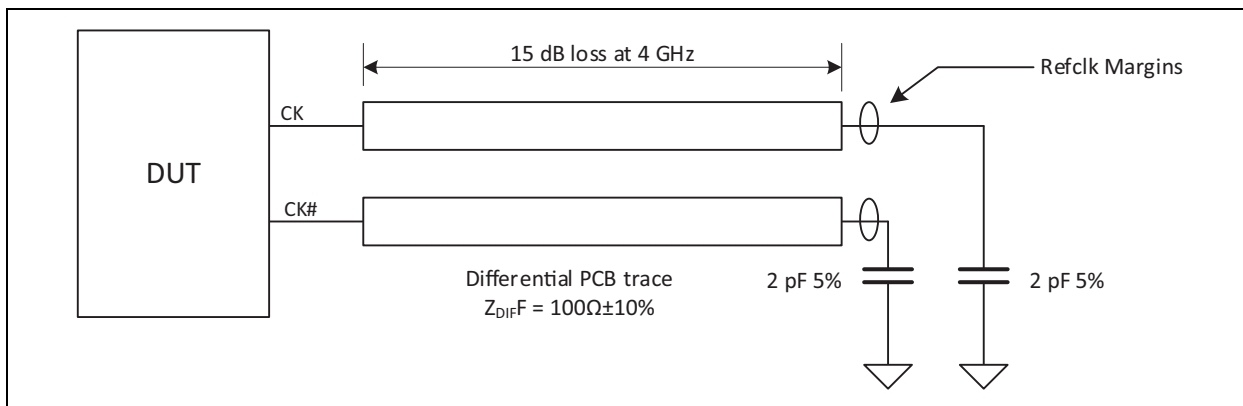 15 dB loss at 4 GHz
Refclk Margins
CK
DUT
CK#
Differential PCB trace
Z_DIFF = 100Ω±10%
2 pF 5%
2 pF 5%